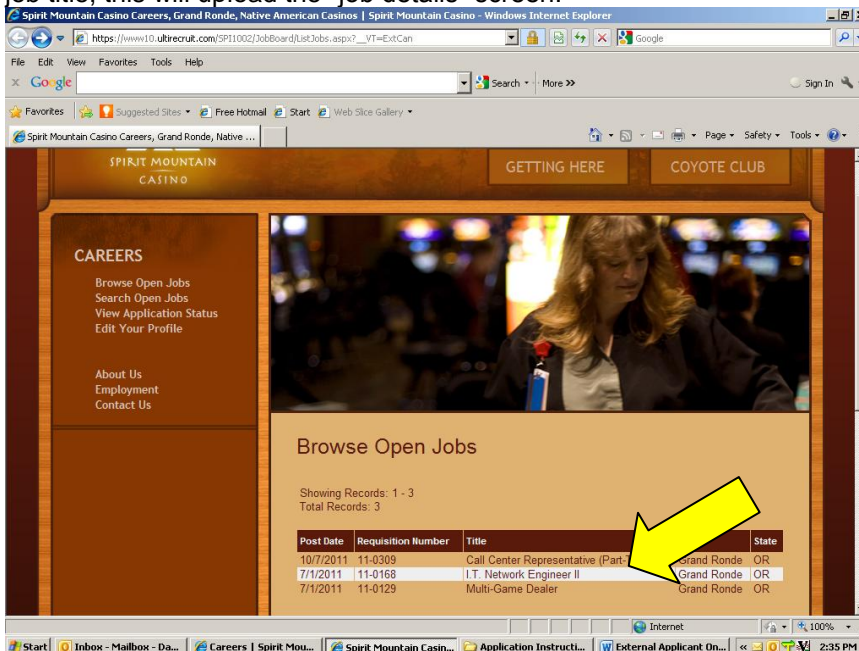 job title, this will upload the "job details" screen.
Spirit Mountain Casino Careers, Grand Ronde, Native American Casinos | Spirit Mountain Casino - Windows Internet Explorer
https://www10.ultirecruit.com/SPI1002/JobBoard/ListJobs.aspx?__VT=ExtCan
Google
File Edit View Favorites Tools Help
x Google Search More >> Sign In
Favorites Suggested Sites Free Hotmail Start Web Slice Gallery
Spirit Mountain Casino Careers, Grand Ronde, Native ... Page Safety Tools
SPIRIT MOUNTAIN
CASINO
GETTING HERE COYOTE CLUB
CAREERS
Browse Open Jobs
Search Open Jobs
View Application Status
Edit Your Profile
About Us
Employment
Contact Us
Browse Open Jobs
Showing Records: 1 - 3
Total Records: 3
Post Date Requisition Number Title State
10/7/2011 11-0309 Call Center Representative (Part-T Grand Ronde OR
7/1/2011 11-0168 I.T. Network Engineer II Grand Ronde OR
7/1/2011 11-0129 Multi-Game Dealer Grand Ronde OR
Internet 100%
Start Inbox - Mailbox - Da... Careers | Spirit Mou... Spirit Mountain Casin... Application Instructi... External Applicant On... « 2:35 PM